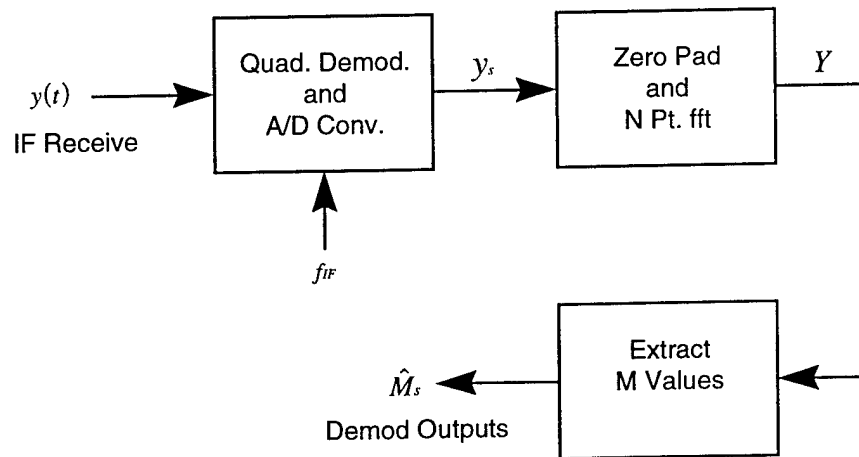 Quad. Demod.
and
A/D Conv.
y(t)
IF Receive
f_IF
y_s
Zero Pad
and
N Pt. fft
Y
Extract
M Values
M̂_s
Demod Outputs